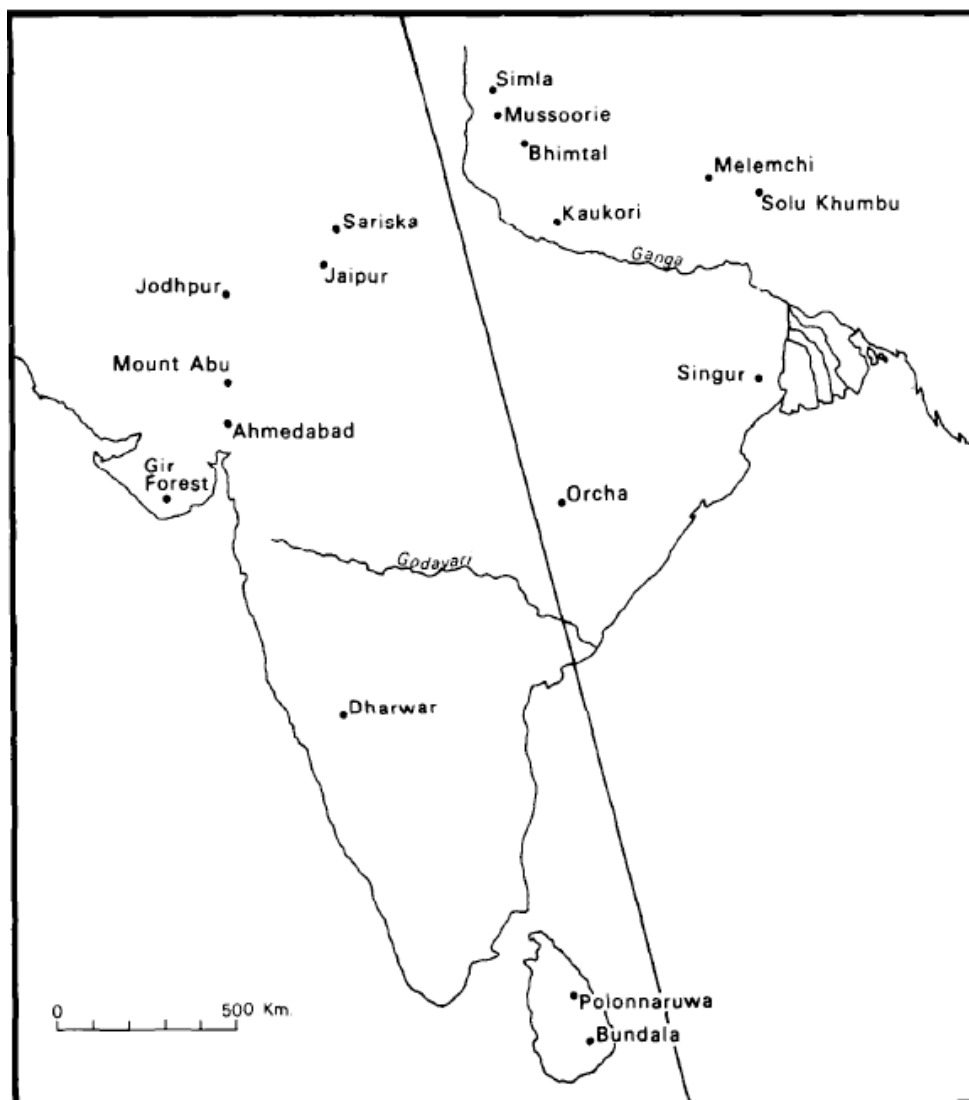 Simla
Mussoorie
Bhimtal
Melemchi
Solu Khumbu
Kaukori
Sariska
Ganga
Jaipur
Jodhpur
Mount Abu
Singur
Ahmedabad
Gir
Forest
Orcha
Godavari
Dharwar
Polonnaruwa
0 500 Km.
Bundala